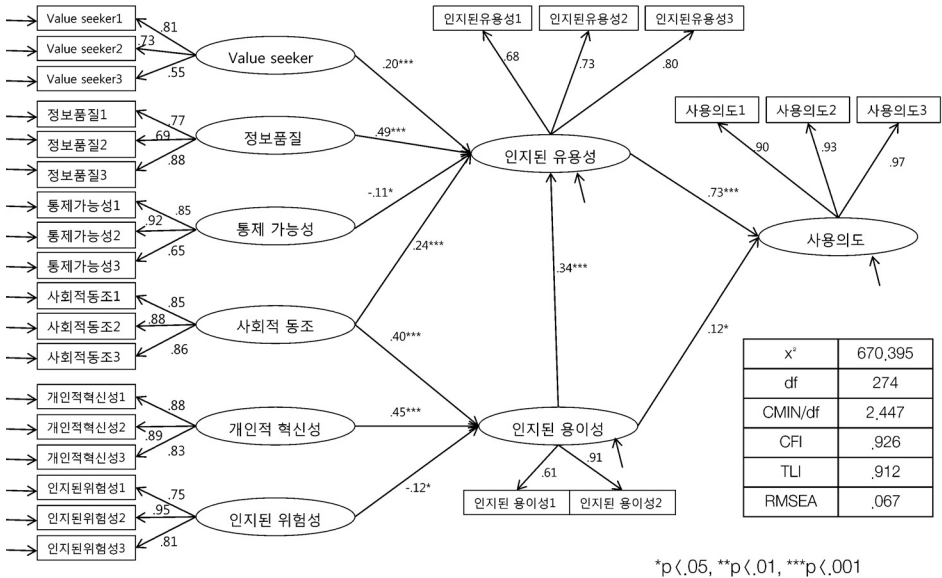 Value seeker1
Value seeker2
Value seeker3
.81
.73
.55
Value seeker
정보품질1
정보품질2
정보품질3
.77
.69
.88
정보품질
통제가능성1
통제가능성2
통제가능성3
.85
.92
.65
통제 가능성
사회적동조1
사회적동조2
사회적동조3
.85
.88
.86
사회적 동조
개인적혁신성1
개인적혁신성2
개인적혁신성3
.88
.89
.83
개인적 혁신성
인지된위험성1
인지된위험성2
인지된위험성3
.75
.95
.81
인지된 위험성
.20***
.49***
-.11*
.24***
.40***
.45***
-.12*
인지된유용성1 인지된유용성2 인지된유용성3
.68 .73 .80
인지된 유용성
.34***
인지된 용이성
.61 .91
인지된 용이성1 인지된 용이성2
.73***
.12*
사용의도1 사용의도2 사용의도3
.90 .93 .97
사용의도
x² 670.395
df 274
CMIN/df 2.447
CFI .926
TLI .912
RMSEA .067
*p<.05, **p<.01, ***p<.001